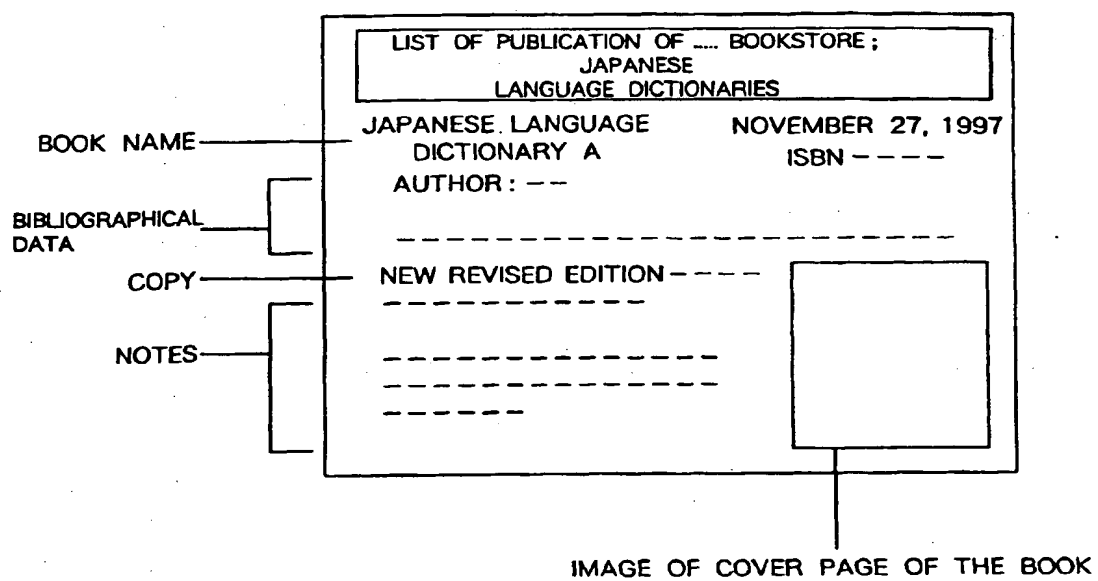 LIST OF PUBLICATION OF ..... BOOKSTORE;
JAPANESE
LANGUAGE DICTIONARIES
BOOK NAME
JAPANESE LANGUAGE
DICTIONARY A
NOVEMBER 27, 1997
ISBN ----
AUTHOR: --
BIBLIOGRAPHICAL
DATA
COPY
NEW REVISED EDITION ----
NOTES
IMAGE OF COVER PAGE OF THE BOOK